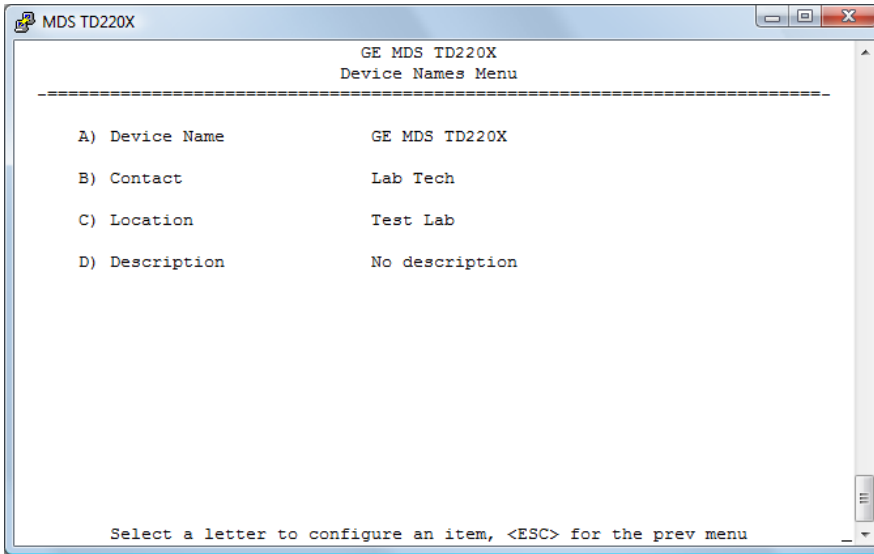 MDS TD220X
GE MDS TD220X
Device Names Menu
-==========================================================================-
A) Device Name GE MDS TD220X
B) Contact Lab Tech
C) Location Test Lab
D) Description No description
Select a letter to configure an item, <ESC> for the prev menu _